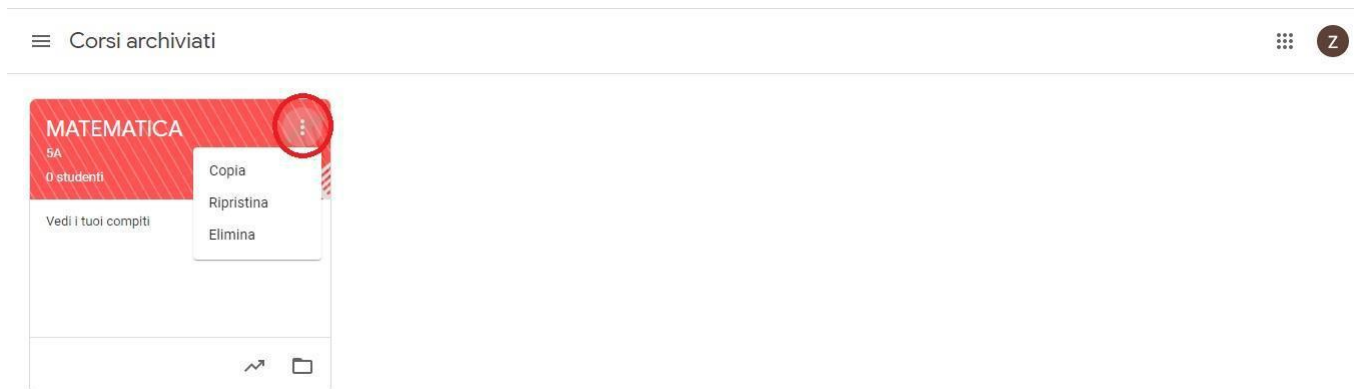 Corsi archiviati
Z
MATEMATICA
5A
0 studenti
Copia
Ripristina
Elimina
Vedi i tuoi compiti